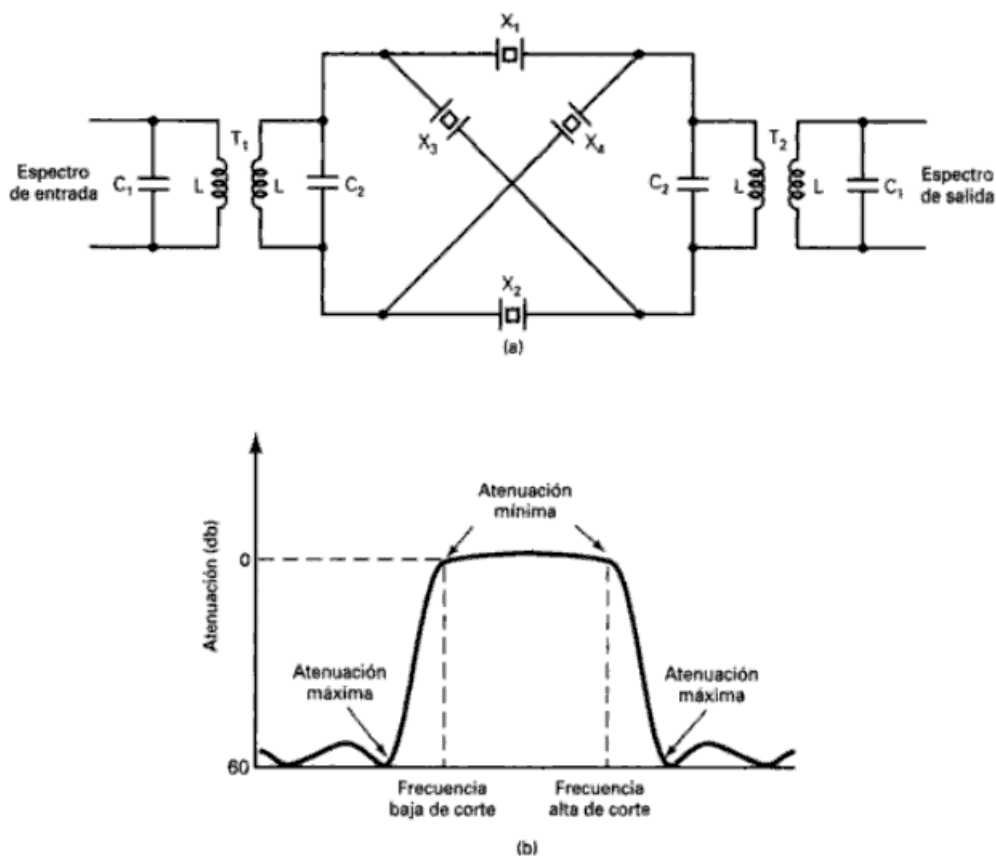 X₁
X₃
X₄
T₁
T₂
Espectro
de entrada
C₁
L
L
C₂
C₂
L
L
C₁
Espectro
de salida
X₂
(a)
Atenuación (db)
0
60
Atenuación
mínima
Atenuación
máxima
Atenuación
máxima
Frecuencia
baja de corte
Frecuencia
alta de corte
(b)